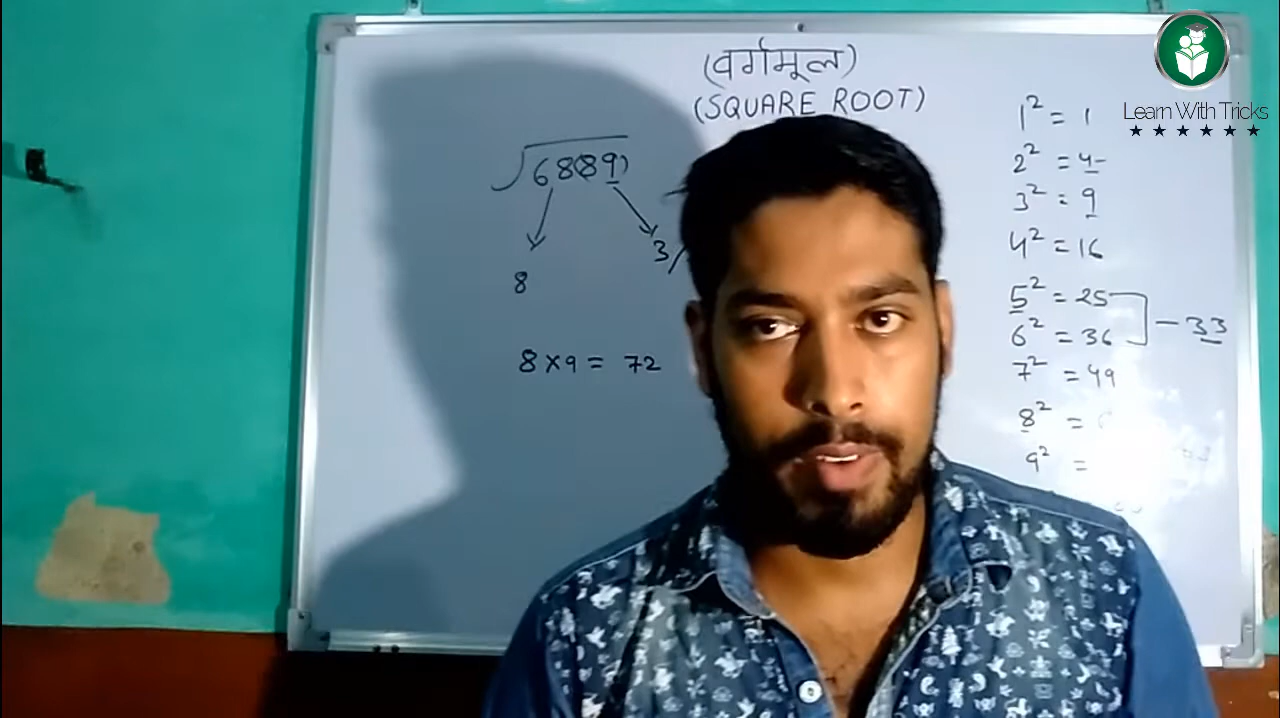 (वर्गमूल)
(SQUARE ROOT)
√6889)
8
3/
8×9= 72
1² = 1
2² = 4
3² = 9
4² = 16
5² = 25
6² = 36
– 33
7² = 49
8² =
9² =
Learn With Tricks